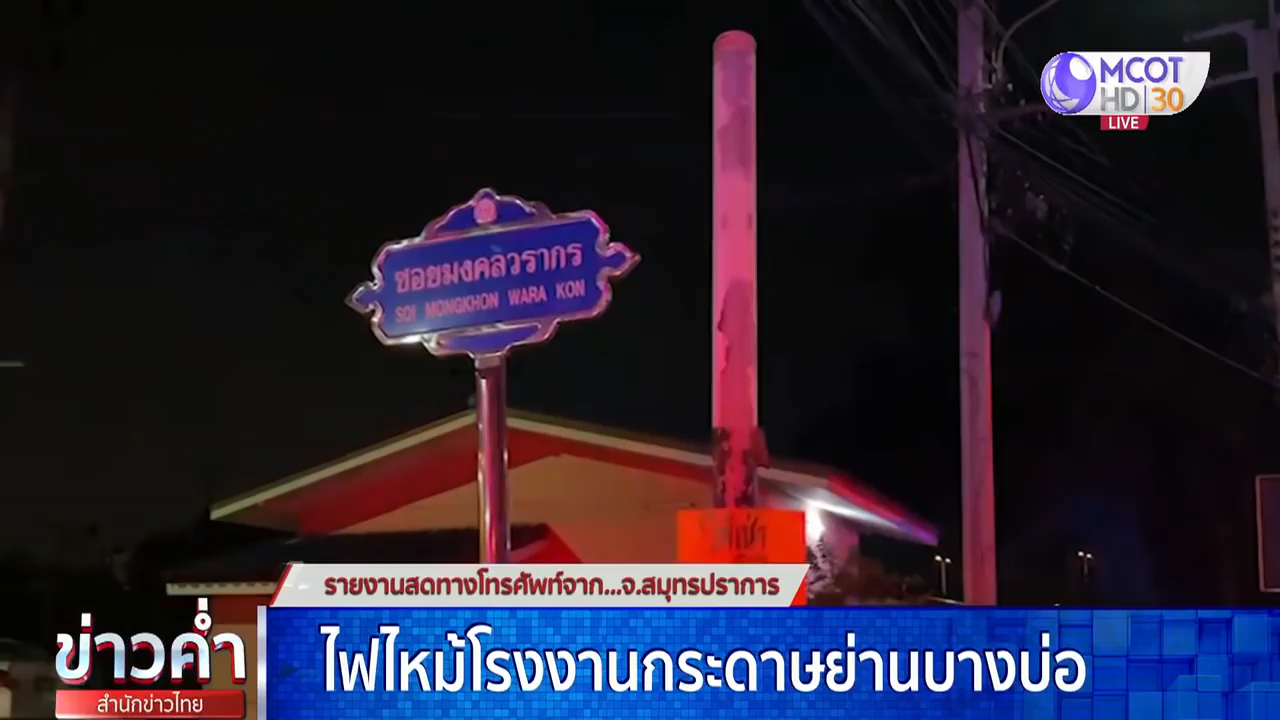 MCOT
HD 30
LIVE
ซอยมงคลวรากร
SOI MONGKHON WARA KON
รายงานสดทางโทรศัพท์จาก...จ.สมุทรปราการ
ข่าวค่ำ
สำนักข่าวไทย
ไฟไหม้โรงงานกระดาษย่านบางบ่อ